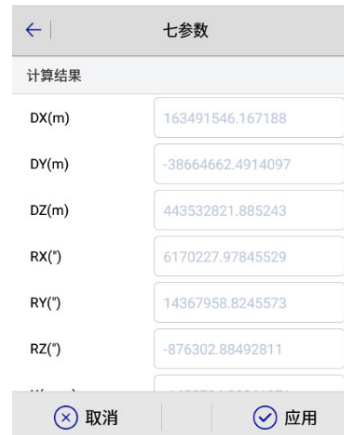 七参数
计算结果
DX(m)
163491546.167188
DY(m)
-38664662.4914097
DZ(m)
443532821.885243
RX(")
6170227.97845529
RY(")
14367958.8245573
RZ(")
-876302.88492811
取消
应用